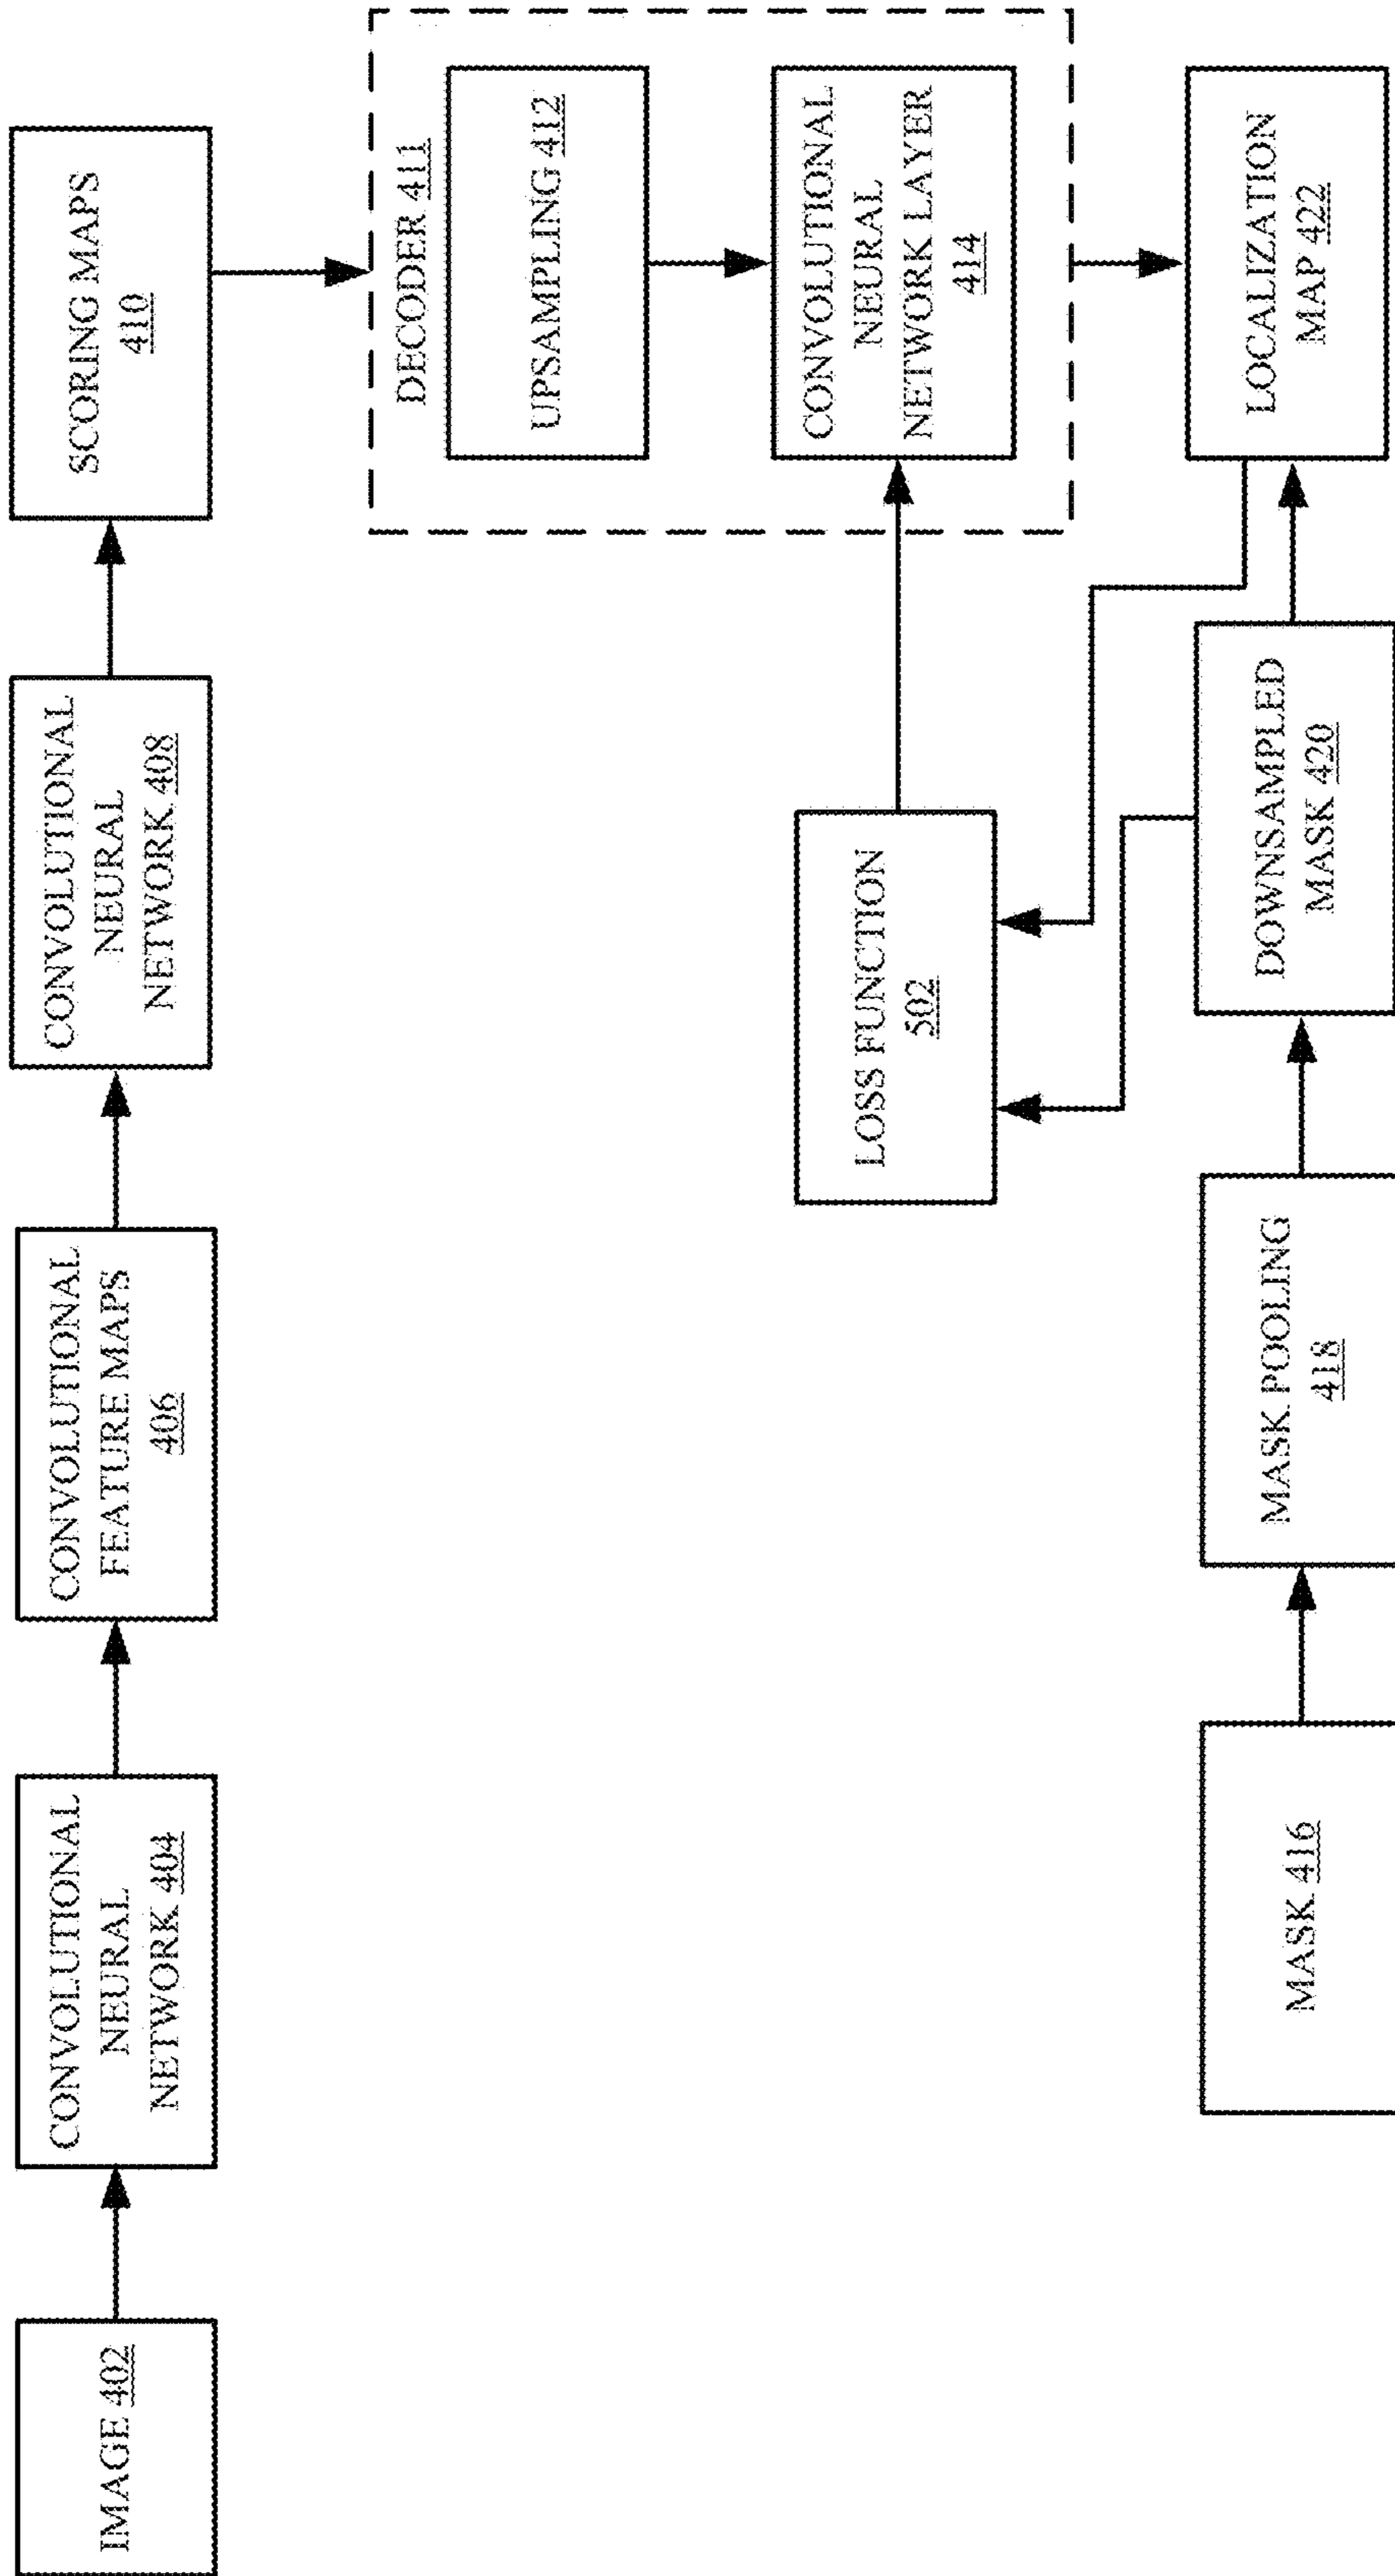 IMAGE 402
CONVOLUTIONAL
NEURAL
NETWORK 404
CONVOLUTIONAL
FEATURE MAPS
406
CONVOLUTIONAL
NEURAL
NETWORK 408
SCORING MAPS
410
DECODER 411
UPSAMPLING 412
CONVOLUTIONAL
NEURAL
NETWORK LAYER
414
LOSS FUNCTION
502
MASK 416
MASK POOLING
418
DOWNSAMPLED
MASK 420
LOCALIZATION
MAP 422